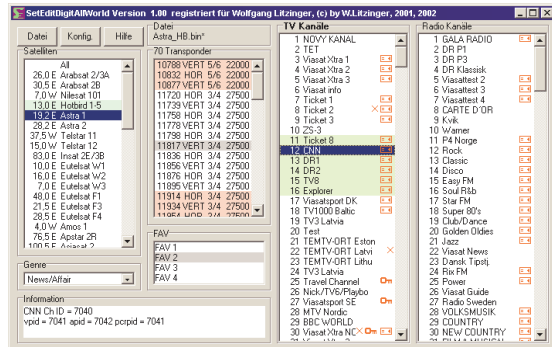 SetEditDigitAllWorld Version 1.00 registriert für Wolfgang Litzinger, (c) by W.Litzinger, 2001, 2002
Datei Konfig. Hilfe
Datei
Astra_HB.bin*
Satelliten
All
26,0 E Arabsat 2/3A
30,5 E Arabsat 2B
7,0 W Nilesat 101
13,0 E Hotbird 1-5
19,2 E Astra 1
28,2 E Astra 2
37,5 W Telstar 11
15,0 W Telstar 12
83,0 E Insat 2E/3B
10,0 E Eutelsat W1
16,0 E Eutelsat W2
7,0 E Eutelsat W3
48,0 E Eutelsat F1
21,5 E Eutelsat F3
28,5 E Eutelsat F4
4,0 W Amos 1
76,5 E Apstar 2R
100,5 E Asiasat 2
70 Transponder
10788 VERT 5/6 22000
10832 HOR 5/6 22000
10877 VERT 5/6 22000
11720 HOR 3/4 27500
11739 VERT 3/4 27500
11758 HOR 3/4 27500
11778 VERT 3/4 27500
11798 HOR 3/4 27500
11817 VERT 3/4 27500
11836 HOR 3/4 27500
11856 VERT 3/4 27500
11876 HOR 3/4 27500
11895 VERT 3/4 27500
11914 HOR 3/4 27500
11934 VERT 3/4 27500
11954 HOR 3/4 27500
FAV
FAV 1
FAV 2
FAV 3
FAV 4
Genre
News/Affair
Information
CNN Ch ID = 7040
vpid = 7041 apid = 7042 pcrpid = 7041
TV Kanäle
1 NOVY KANAL
2 TET
3 Viasat Xtra 1
4 Viasat Xtra 2
5 Viasat Xtra 3
6 Viasat info
7 Ticket 1
8 Ticket 2
9 Ticket 3
10 ZS-3
11 Ticket 8
12 CNN
13 DR1
14 DR2
15 TV8
16 Explorer
17 Viasatsport DK
18 TV1000 Baltic
19 TV3 Latvia
20 Test
21 TEMTV-ORT Eston
22 TEMTV-ORT Latvi
23 TEMTV-ORT Lithu
24 TV3 Latvia
25 Travel Channel
26 Nick/TV6/Playbo
27 Viasatsport SE
28 MTV Nordic
29 BBC WORLD
30 Viasat Xtra NC
Radio Kanäle
1 GALA RADIO
2 DR P1
3 DR P3
4 DR Klassisk
5 Viasattest 2
6 Viasattest 3
7 Viasattest 4
8 CARTE D'OR
9 Kvik
10 Warner
11 P4 Norge
12 Rock
13 Classic
14 Disco
15 Easy FM
16 Soul R&b
17 Star FM
18 Super 80's
19 Club/Dance
20 Golden Oldies
21 Jazz
22 Viasat News
23 Dansk Tipstj.
24 Rix FM
25 Power
26 Viasat Guide
27 Radio Sweden
28 VOLKSMUSIK
29 COUNTRY
30 NEW COUNTRY